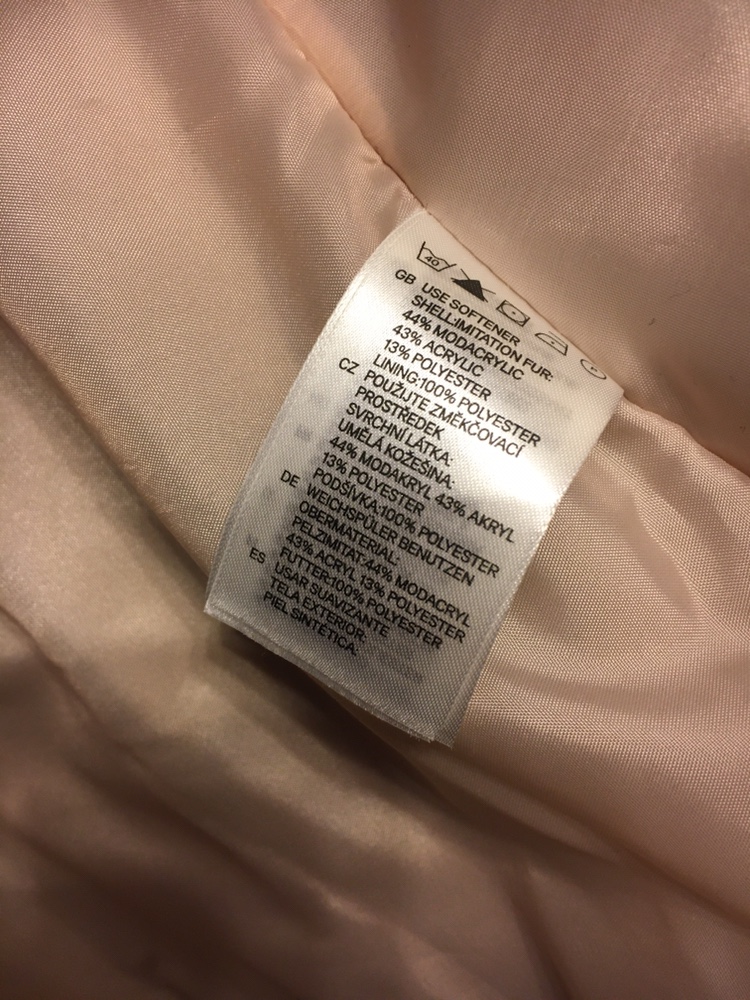 40
GB USE SOFTENER
SHELL:IMITATION FUR:
44% MODACRYLIC
43% ACRYLIC
13% POLYESTER
LINING:100% POLYESTER
CZ POUŽIJTE ZMĚKČOVACÍ
PROSTŘEDEK
SVRCHNÍ LÁTKA:
UMĚLÁ KOŽEŠINA:
44% MODAKRYL 43% AKRYL
13% POLYESTER
PODŠÍVKA:100% POLYESTER
DE WEICHSPÜLER BENUTZEN
OBERMATERIAL:
PELZIMITAT:44% MODACRYL
43% ACRYL 13% POLYESTER
FUTTER:100% POLYESTER
ES USAR SUAVIZANTE
TELA EXTERIOR:
PIEL SINTÉTICA: